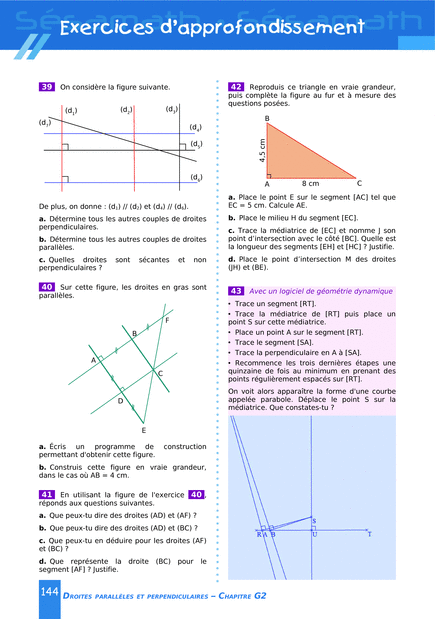 Exercices d'approfondissement
39 On considère la figure suivante.
(d1)
(d2)
(d3)
(d7)
(d4)
(d5)
(d6)
De plus, on donne : (d1) // (d2) et (d4) // (d6).
a. Détermine tous les autres couples de droites
perpendiculaires.
b. Détermine tous les autres couples de droites
parallèles.
c. Quelles droites sont sécantes et non
perpendiculaires ?
40 Sur cette figure, les droites en gras sont
parallèles.
F
B
A
C
D
E
a. Écris un programme de construction
permettant d'obtenir cette figure.
b. Construis cette figure en vraie grandeur,
dans le cas où AB = 4 cm.
41 En utilisant la figure de l'exercice 40,
réponds aux questions suivantes.
a. Que peux-tu dire des droites (AD) et (AF) ?
b. Que peux-tu dire des droites (AD) et (BC) ?
c. Que peux-tu en déduire pour les droites (AF)
et (BC) ?
d. Que représente la droite (BC) pour le
segment [AF] ? Justifie.
42 Reproduis ce triangle en vraie grandeur,
puis complète la figure au fur et à mesure des
questions posées.
B
4,5 cm
A
8 cm
C
a. Place le point E sur le segment [AC] tel que
EC = 5 cm. Calcule AE.
b. Place le milieu H du segment [EC].
c. Trace la médiatrice de [EC] et nomme J son
point d'intersection avec le côté [BC]. Quelle est
la longueur des segments [EH] et [HC] ? Justifie.
d. Place le point d'intersection M des droites
(JH) et (BE).
43 Avec un logiciel de géométrie dynamique
• Trace un segment [RT].
• Trace la médiatrice de [RT] puis place un
point S sur cette médiatrice.
• Place un point A sur le segment [RT].
• Trace le segment [SA].
• Trace la perpendiculaire en A à [SA].
• Recommence les trois dernières étapes une
quinzaine de fois au minimum en prenant des
points régulièrement espacés sur [RT].
On voit alors apparaître la forme d'une courbe
appelée parabole. Déplace le point S sur la
médiatrice. Que constates-tu ?
S
R A B U T
144 DROITES PARALLÈLES ET PERPENDICULAIRES – CHAPITRE G2